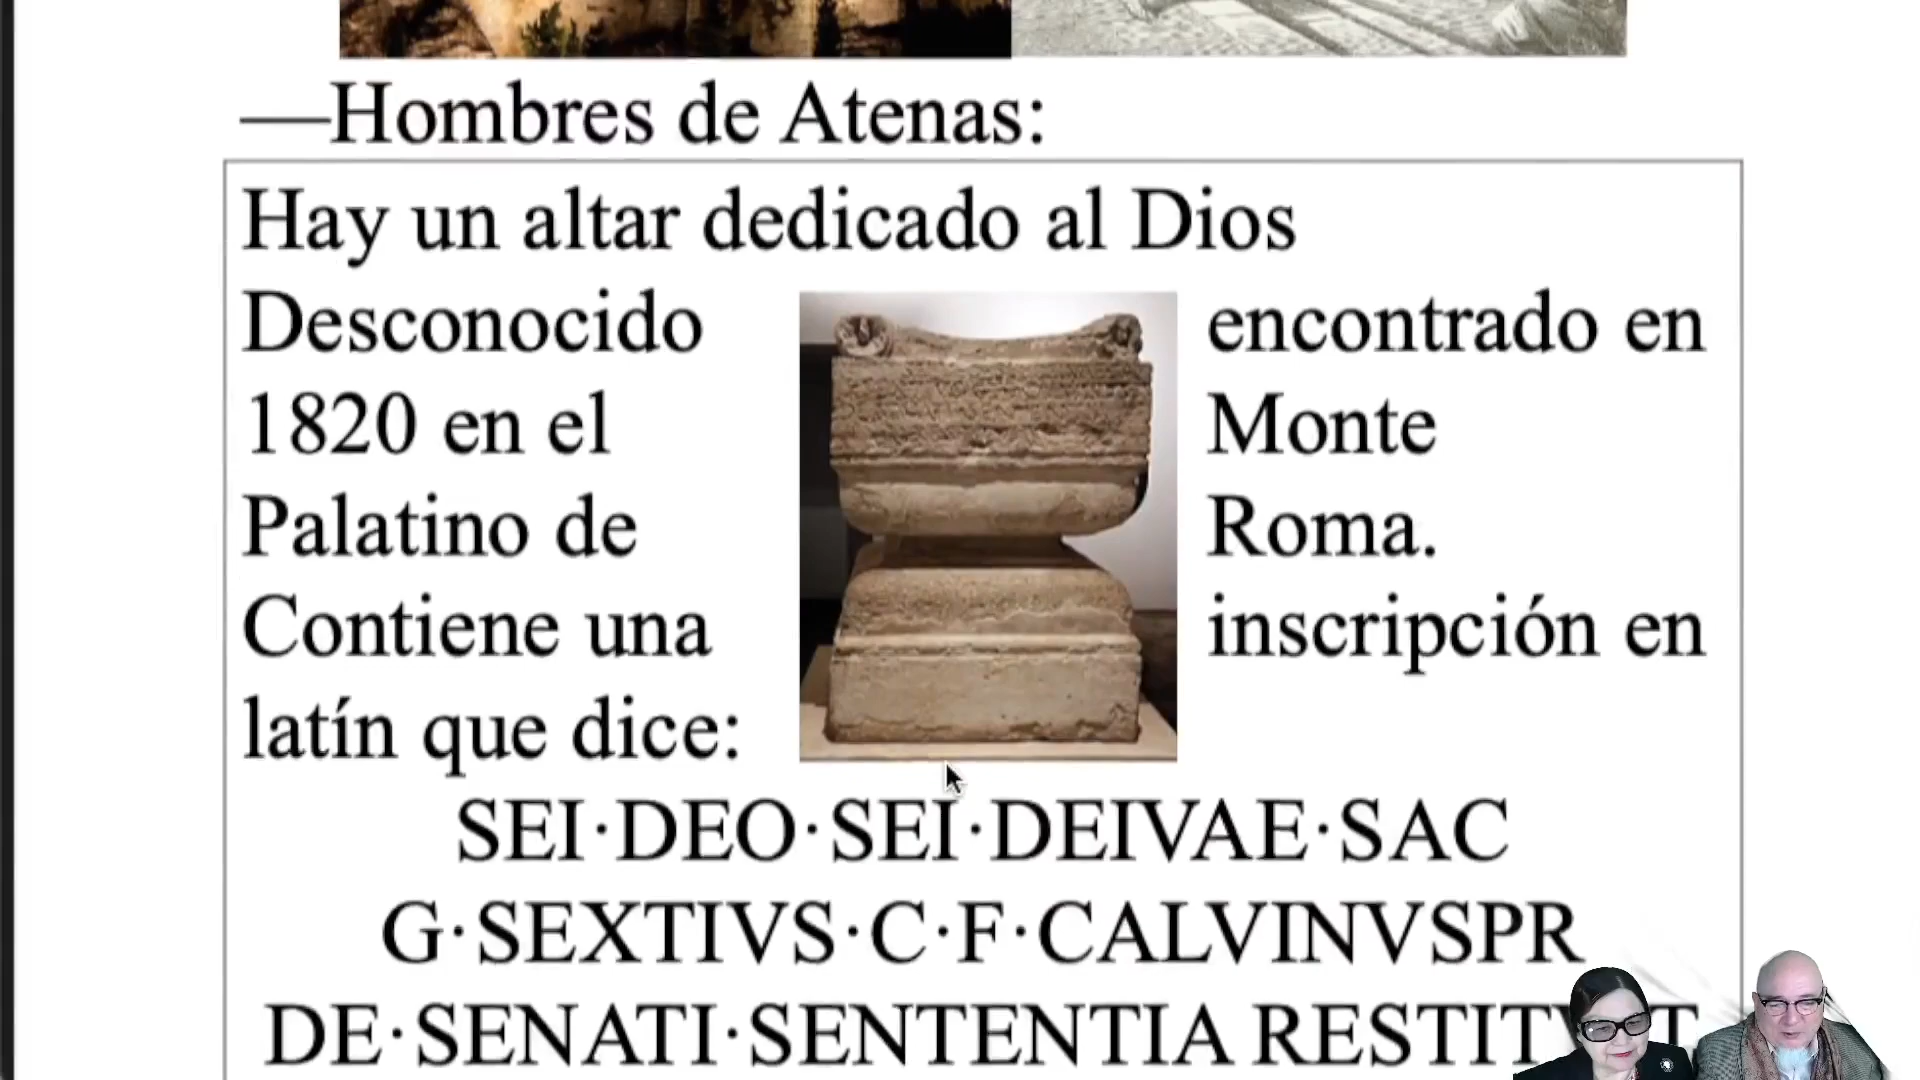 —Hombres de Atenas:
Hay un altar dedicado al Dios
Desconocido encontrado en
1820 en el Monte
Palatino de Roma.
Contiene una inscripción en
latín que dice:
SEI·DEO·SEI·DEIVAE·SAC
G·SEXTIVS·C·F·CALVINVSPR
DE·SENATI·SENTENTIA RESTITVIT